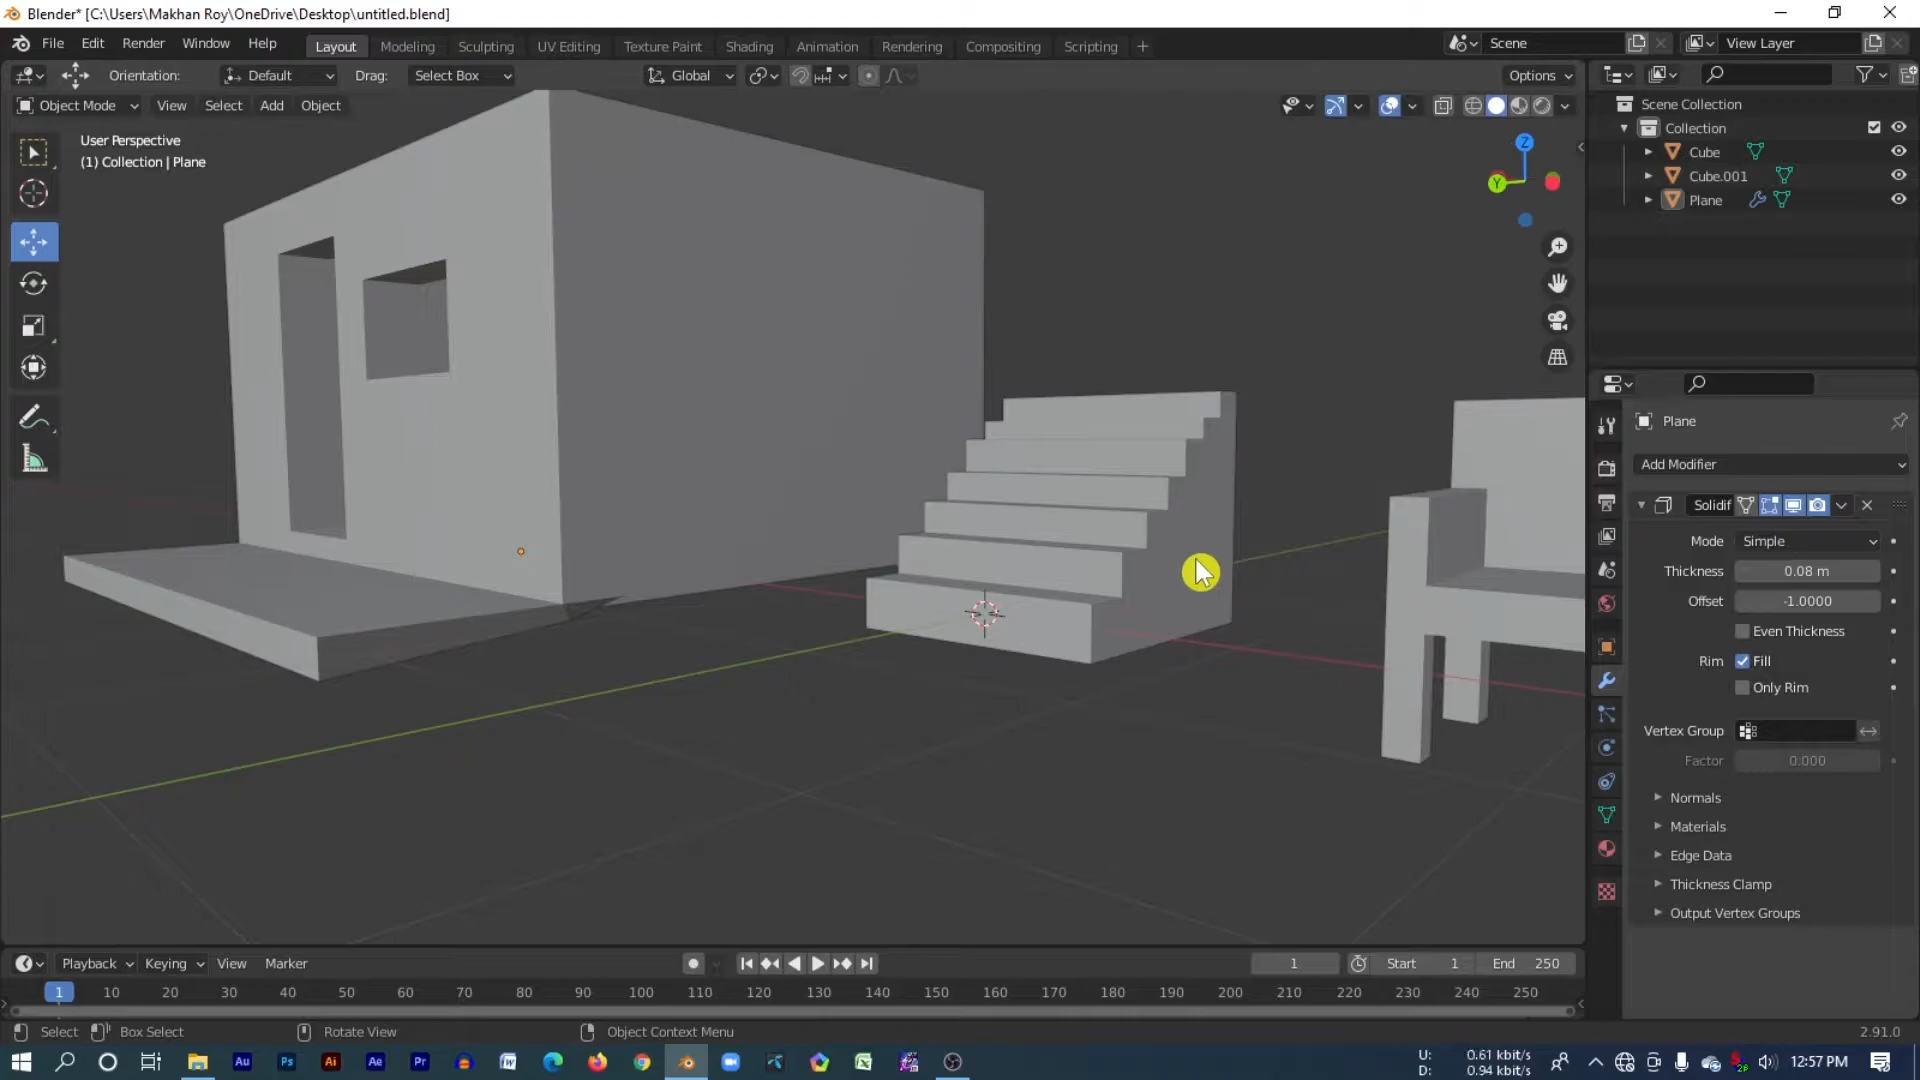 Blender* [C:\Users\Makhan Roy\OneDrive\Desktop\untitled.blend]
File Edit Render Window Help Layout Modeling Sculpting UV Editing Texture Paint Shading Animation Rendering Compositing Scripting + Scene View Layer
Orientation: Default Drag: Select Box Global Options
Object Mode View Select Add Object
User Perspective
(1) Collection | Plane
Z
Y
Scene Collection
Collection
Cube
Cube.001
Plane
Plane
Add Modifier
Solidif
Mode Simple
Thickness 0.08 m
Offset -1.0000
Even Thickness
Rim Fill
Only Rim
Vertex Group
Factor 0.000
Normals
Materials
Edge Data
Thickness Clamp
Output Vertex Groups
Playback Keying View Marker 1 Start 1 End 250
1 10 20 30 40 50 60 70 80 90 100 110 120 130 140 150 160 170 180 190 200 210 220 230 240 250
Select Box Select Rotate View Object Context Menu 2.91.0
Au Ps Ai Ae Pr
U: 0.61 kbit/s
D: 0.94 kbit/s
12:57 PM